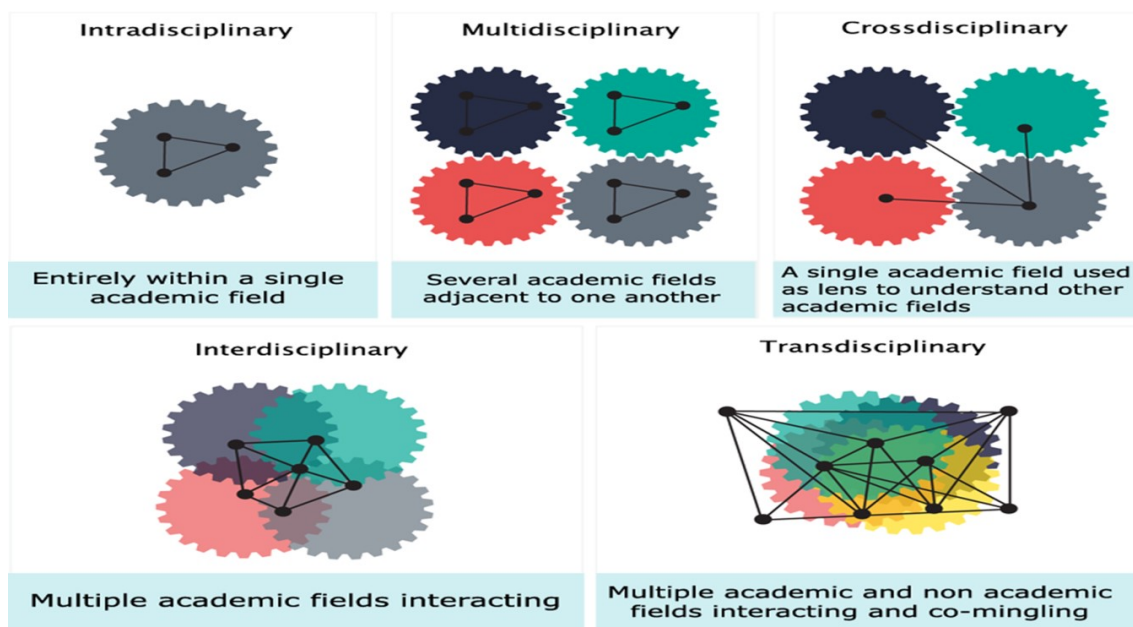 Intradisciplinary
Entirely within a single
academic field
Multidisciplinary
Several academic fields
adjacent to one another
Crossdisciplinary
A single academic field used
as lens to understand other
academic fields
Interdisciplinary
Multiple academic fields interacting
Transdisciplinary
Multiple academic and non academic
fields interacting and co-mingling